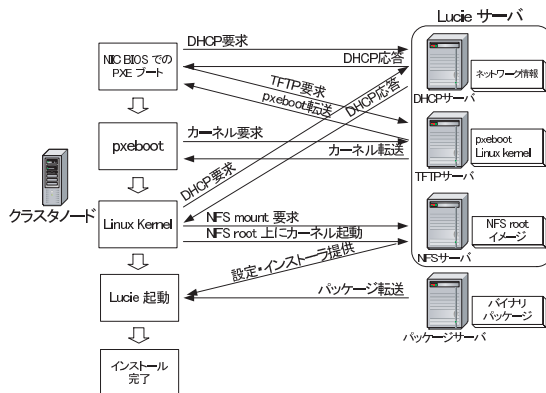 Lucie サーバ
NIC BIOS での
PXE ブート
DHCP要求
DHCP応答
TFTP要求
pxeboot転送
DHCP応答
ネットワーク情報
DHCPサーバ
pxeboot
カーネル要求
カーネル転送
pxeboot
Linux kernel
TFTPサーバ
クラスタノード
DHCP要求
Linux Kernel
NFS mount 要求
NFS root 上にカーネル起動
NFS root
イメージ
NFSサーバ
設定・インストーラ提供
Lucie 起動
パッケージ転送
バイナリ
パッケージ
パッケージサーバ
インストール
完了